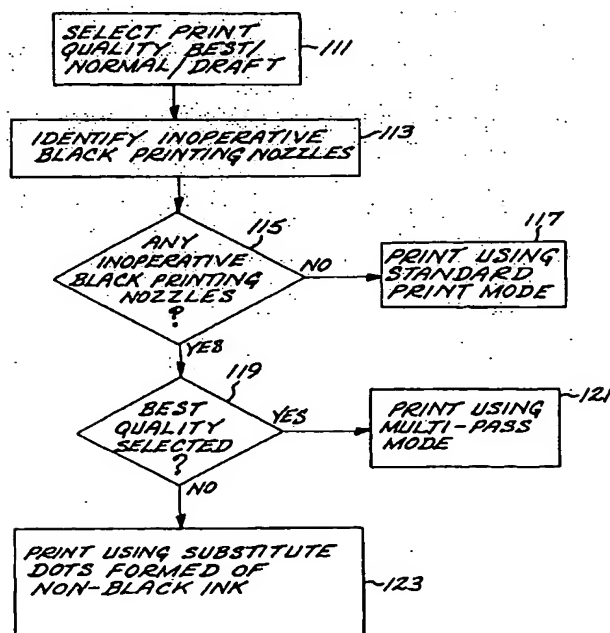 SELECT PRINT
QUALITY BEST/
NORMAL/DRAFT
111
IDENTIFY INOPERATIVE
BLACK PRINTING NOZZLES
113
115
ANY
INOPERATIVE
BLACK PRINTING
NOZZLES
?
NO
117
PRINT USING
STANDARD
PRINT MODE
YES
119
BEST
QUALITY
SELECTED
?
YES
121
PRINT USING
MULTI-PASS
MODE
NO
PRINT USING SUBSTITUTE
DOTS FORMED OF
NON-BLACK INK
123